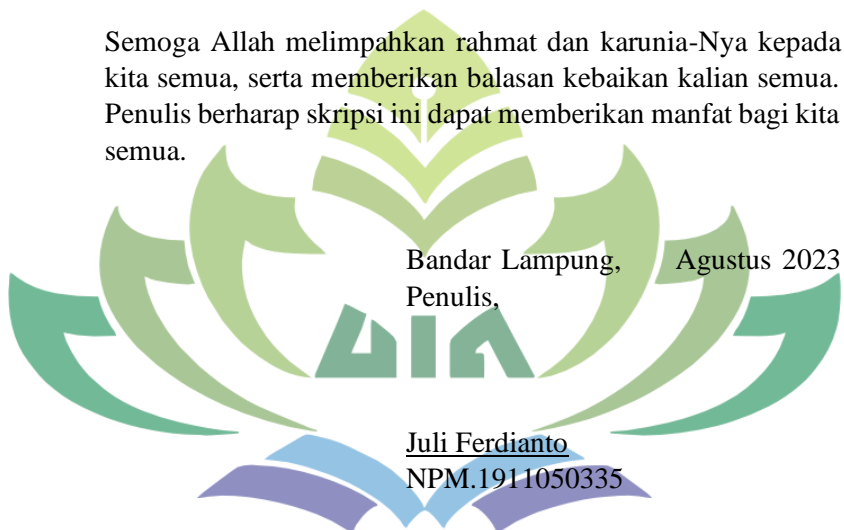 Semoga Allah melimpahkan rahmat dan karunia-Nya kepada
kita semua, serta memberikan balasan kebaikan kalian semua.
Penulis berharap skripsi ini dapat memberikan manfat bagi kita
semua.
Bandar Lampung, Agustus 2023
Penulis,
UIN
Juli Ferdianto
NPM.1911050335